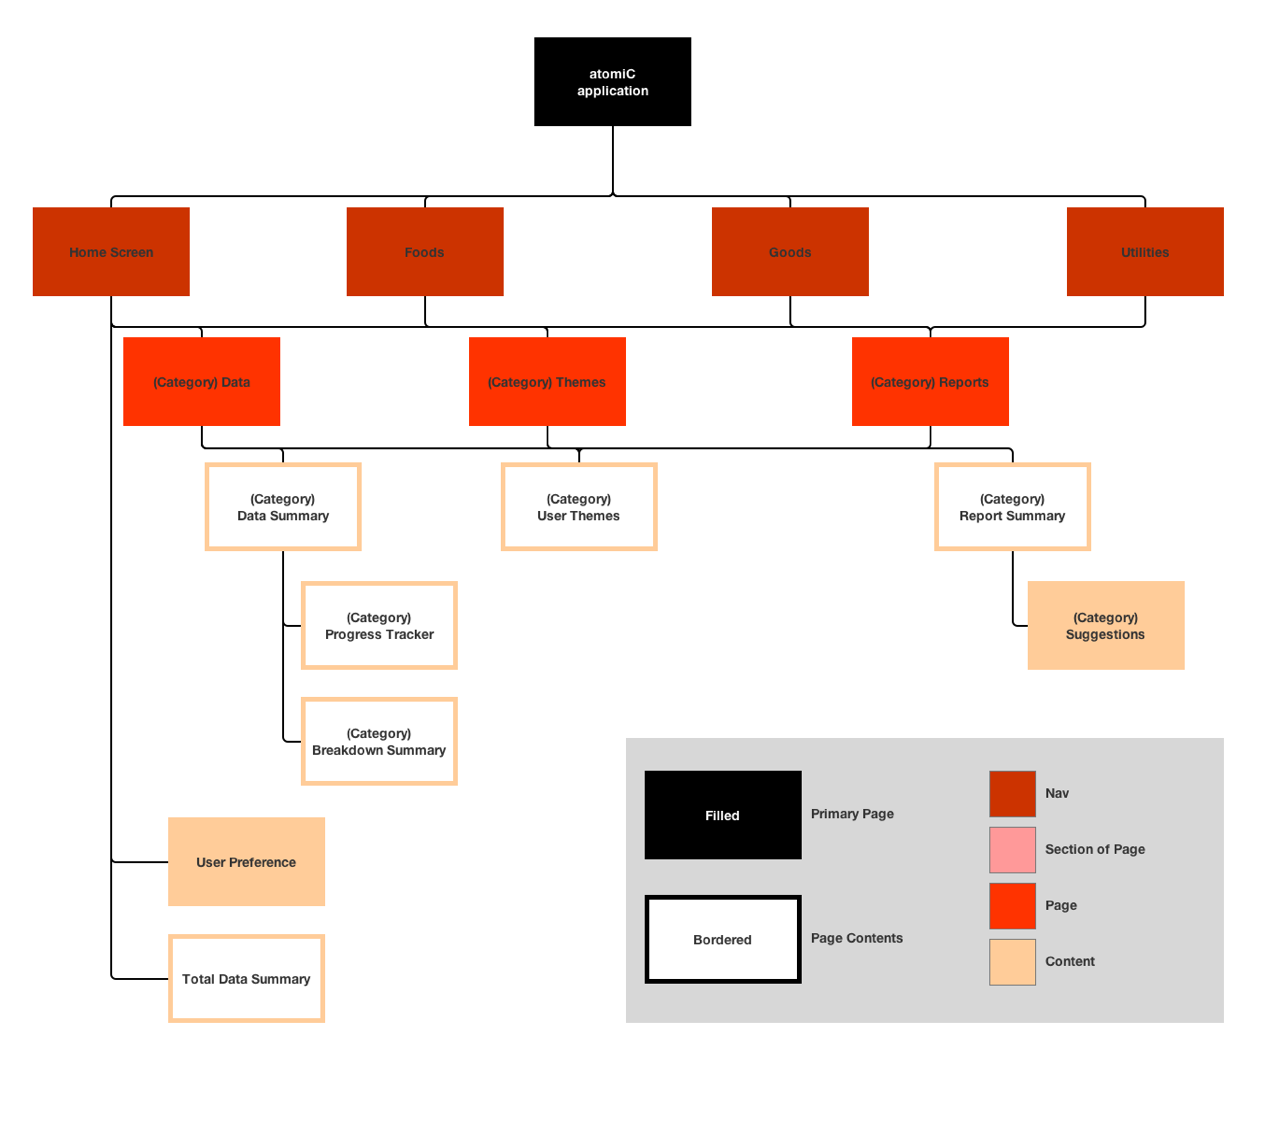 atomiC
application
Home Screen
Foods
Goods
Utilities
(Category) Data
(Category) Themes
(Category) Reports
(Category)
Data Summary
(Category)
User Themes
(Category)
Report Summary
(Category)
Progress Tracker
(Category)
Suggestions
(Category)
Breakdown Summary
User Preference
Total Data Summary
Filled
Primary Page
Bordered
Page Contents
Nav
Section of Page
Page
Content